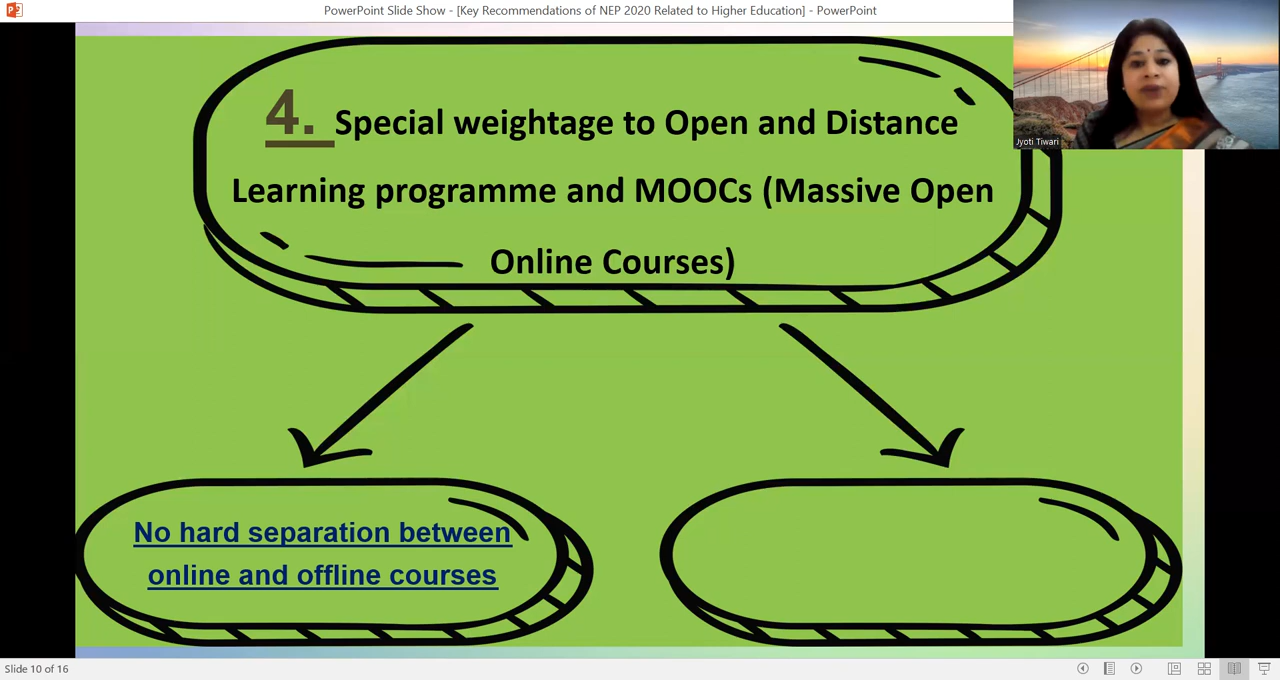 PowerPoint Slide Show - [Key Recommendations of NEP 2020 Related to Higher Education] - PowerPoint
Jyoti Tiwari
4. Special weightage to Open and Distance
Learning programme and MOOCs (Massive Open
Online Courses)
No hard separation between
online and offline courses
Slide 10 of 16